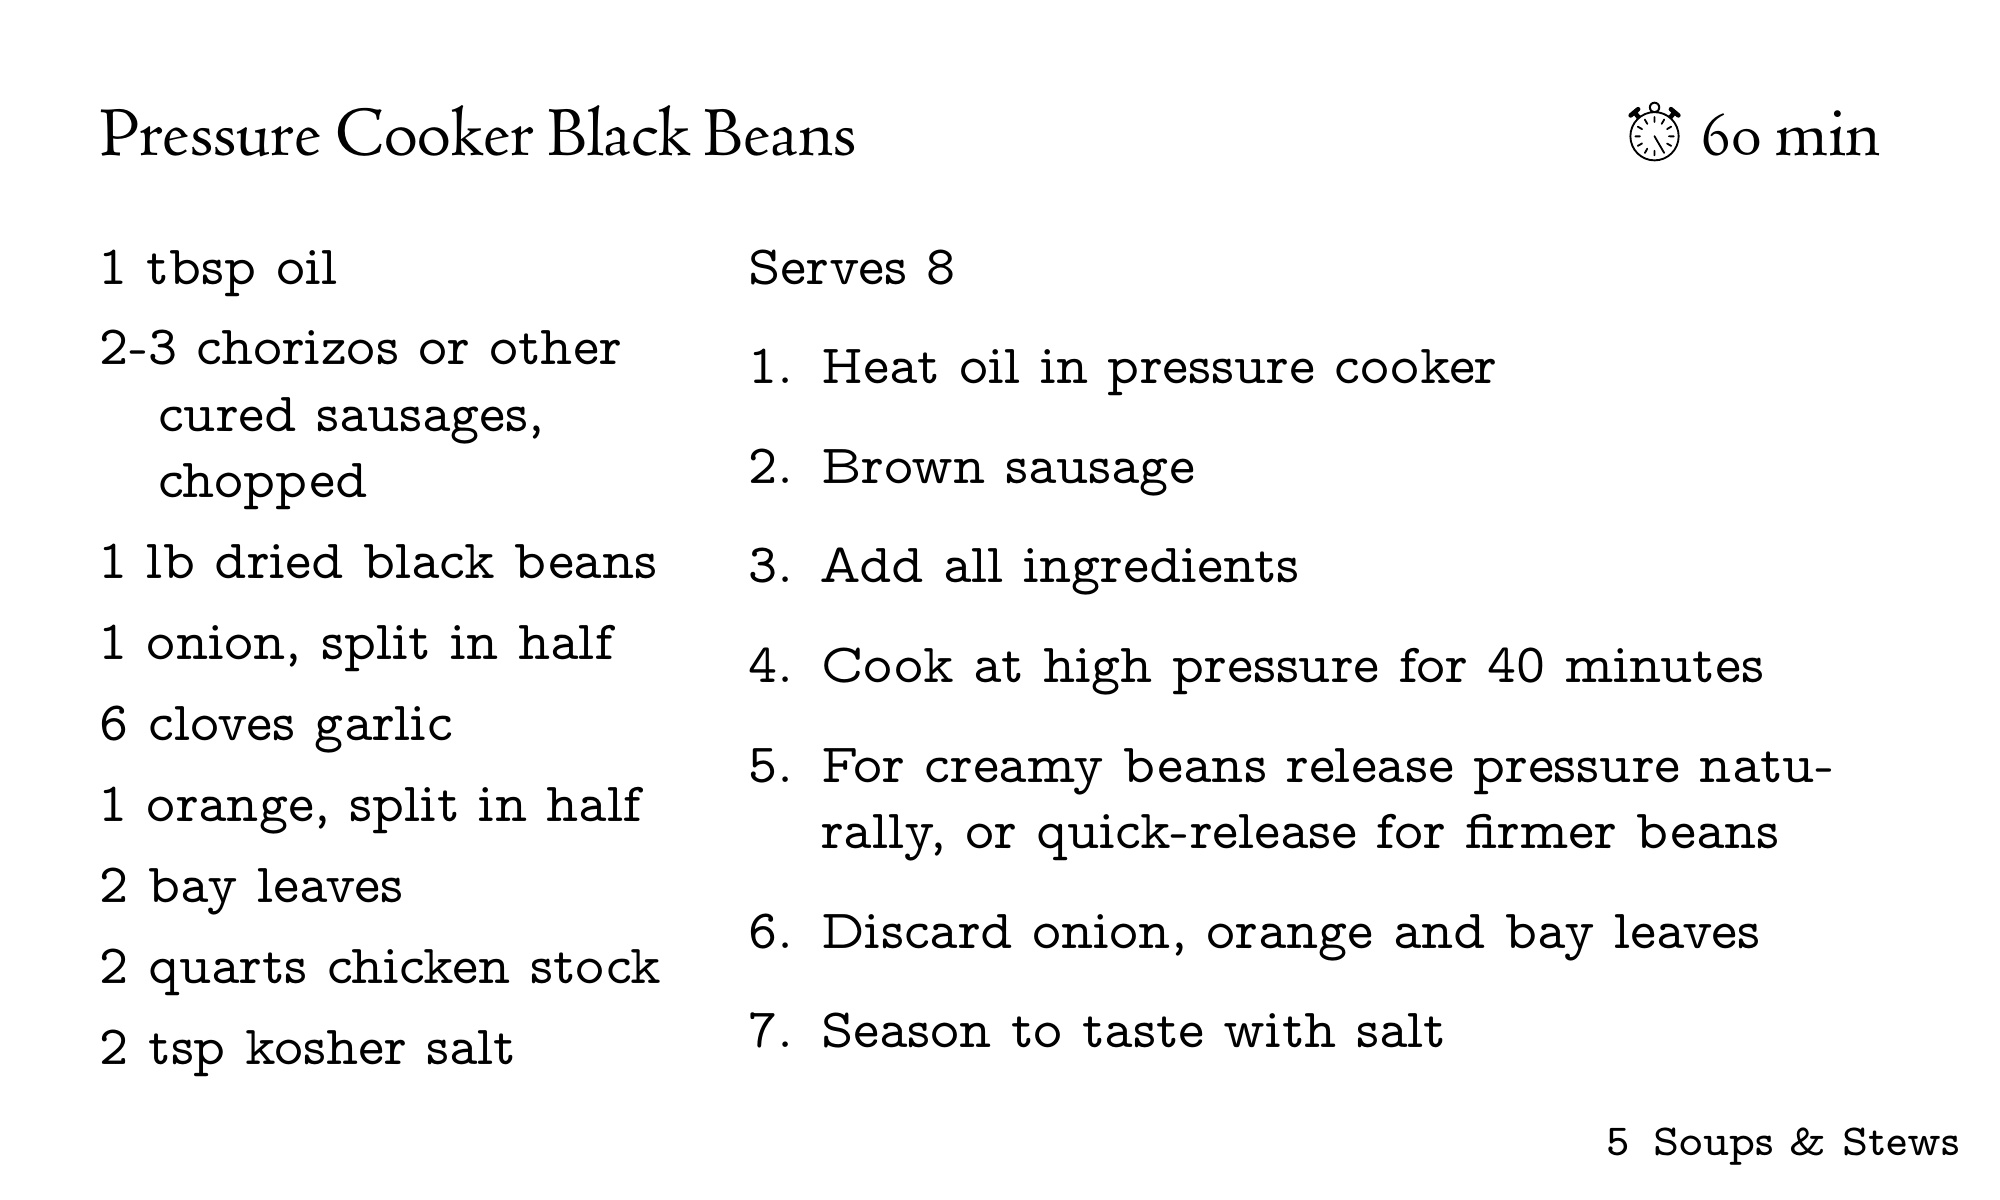 Pressure Cooker Black Beans
60 min
1 tbsp oil
2-3 chorizos or other
cured sausages,
chopped
1 lb dried black beans
1 onion, split in half
6 cloves garlic
1 orange, split in half
2 bay leaves
2 quarts chicken stock
2 tsp kosher salt
Serves 8
1. Heat oil in pressure cooker
2. Brown sausage
3. Add all ingredients
4. Cook at high pressure for 40 minutes
5. For creamy beans release pressure natu-
rally, or quick-release for firmer beans
6. Discard onion, orange and bay leaves
7. Season to taste with salt
5 Soups & Stews